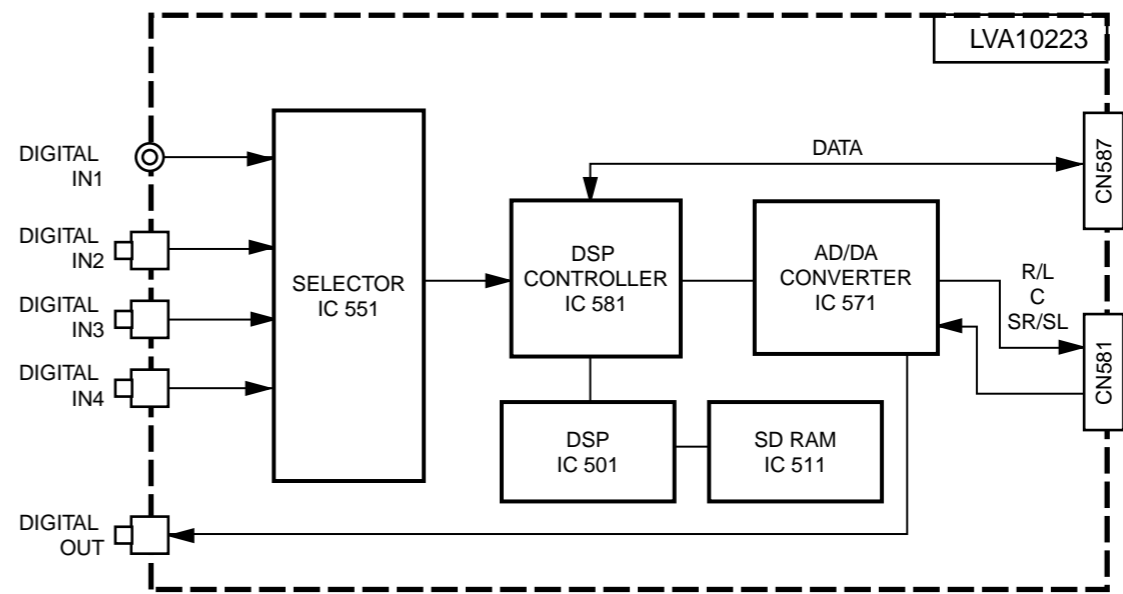 LVA10223
DIGITAL
IN1
DIGITAL
IN2
DIGITAL
IN3
DIGITAL
IN4
DIGITAL
OUT
SELECTOR
IC 551
DSP
CONTROLLER
IC 581
DSP
IC 501
SD RAM
IC 511
AD/DA
CONVERTER
IC 571
DATA
R/L
C
SR/SL
CN587
CN581